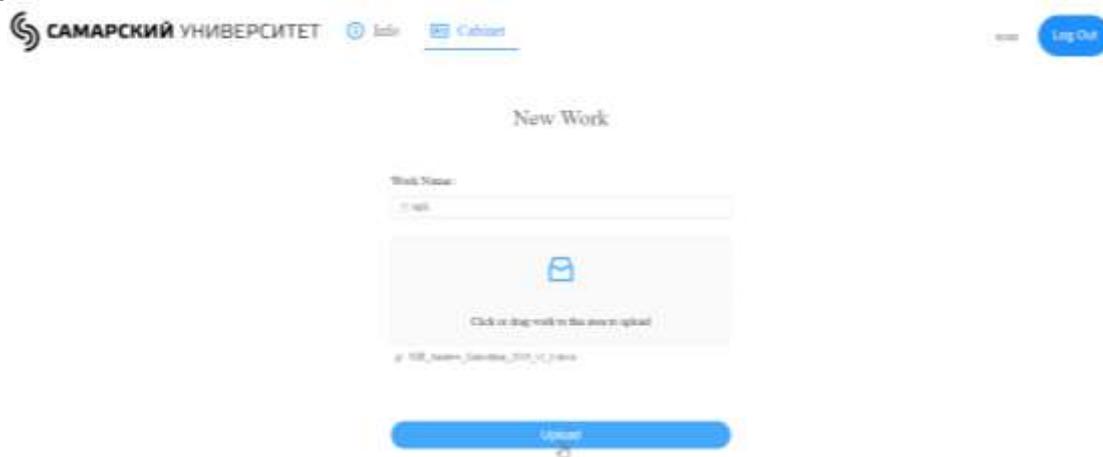 САМАРСКИЙ УНИВЕРСИТЕТ Info Cabinet Log Out
New Work
Work Name:
Click or drag work to this area to upload
Upload